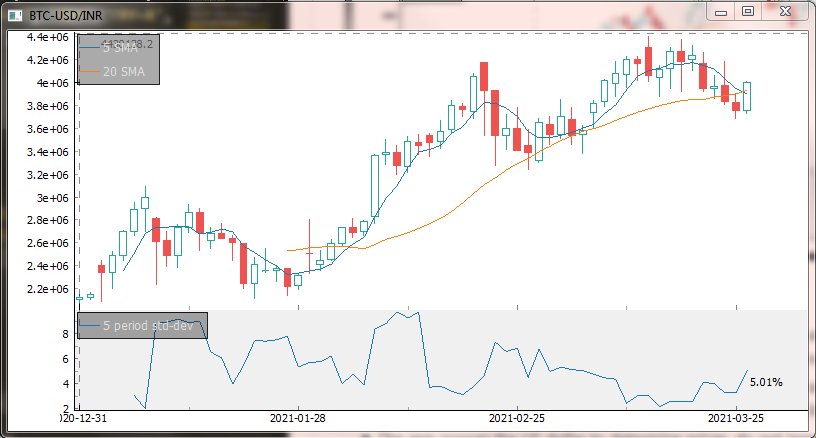 BTC-USD/INR
4.4e+06
4.2e+06
4e+06
3.8e+06
3.6e+06
3.4e+06
3.2e+06
3e+06
2.8e+06
2.6e+06
2.4e+06
2.2e+06
5 SMA
20 SMA
8
6
4
2
5 period std-dev
5.01%
20-12-31
2021-01-28
2021-02-25
2021-03-25